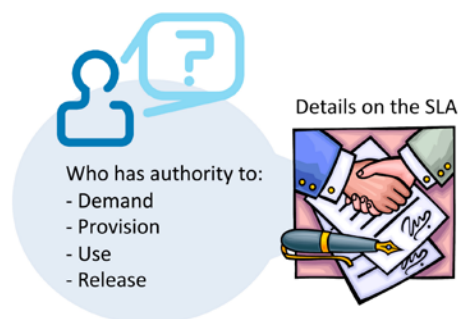 Details on the SLA
Who has authority to:
- Demand
- Provision
- Use
- Release